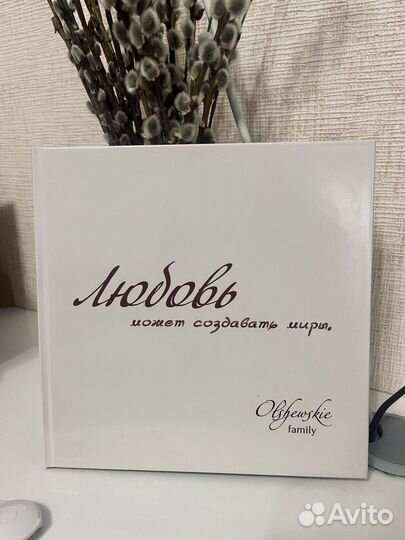 Любовь
может создавать миры.
Olshewskie
family
Avito